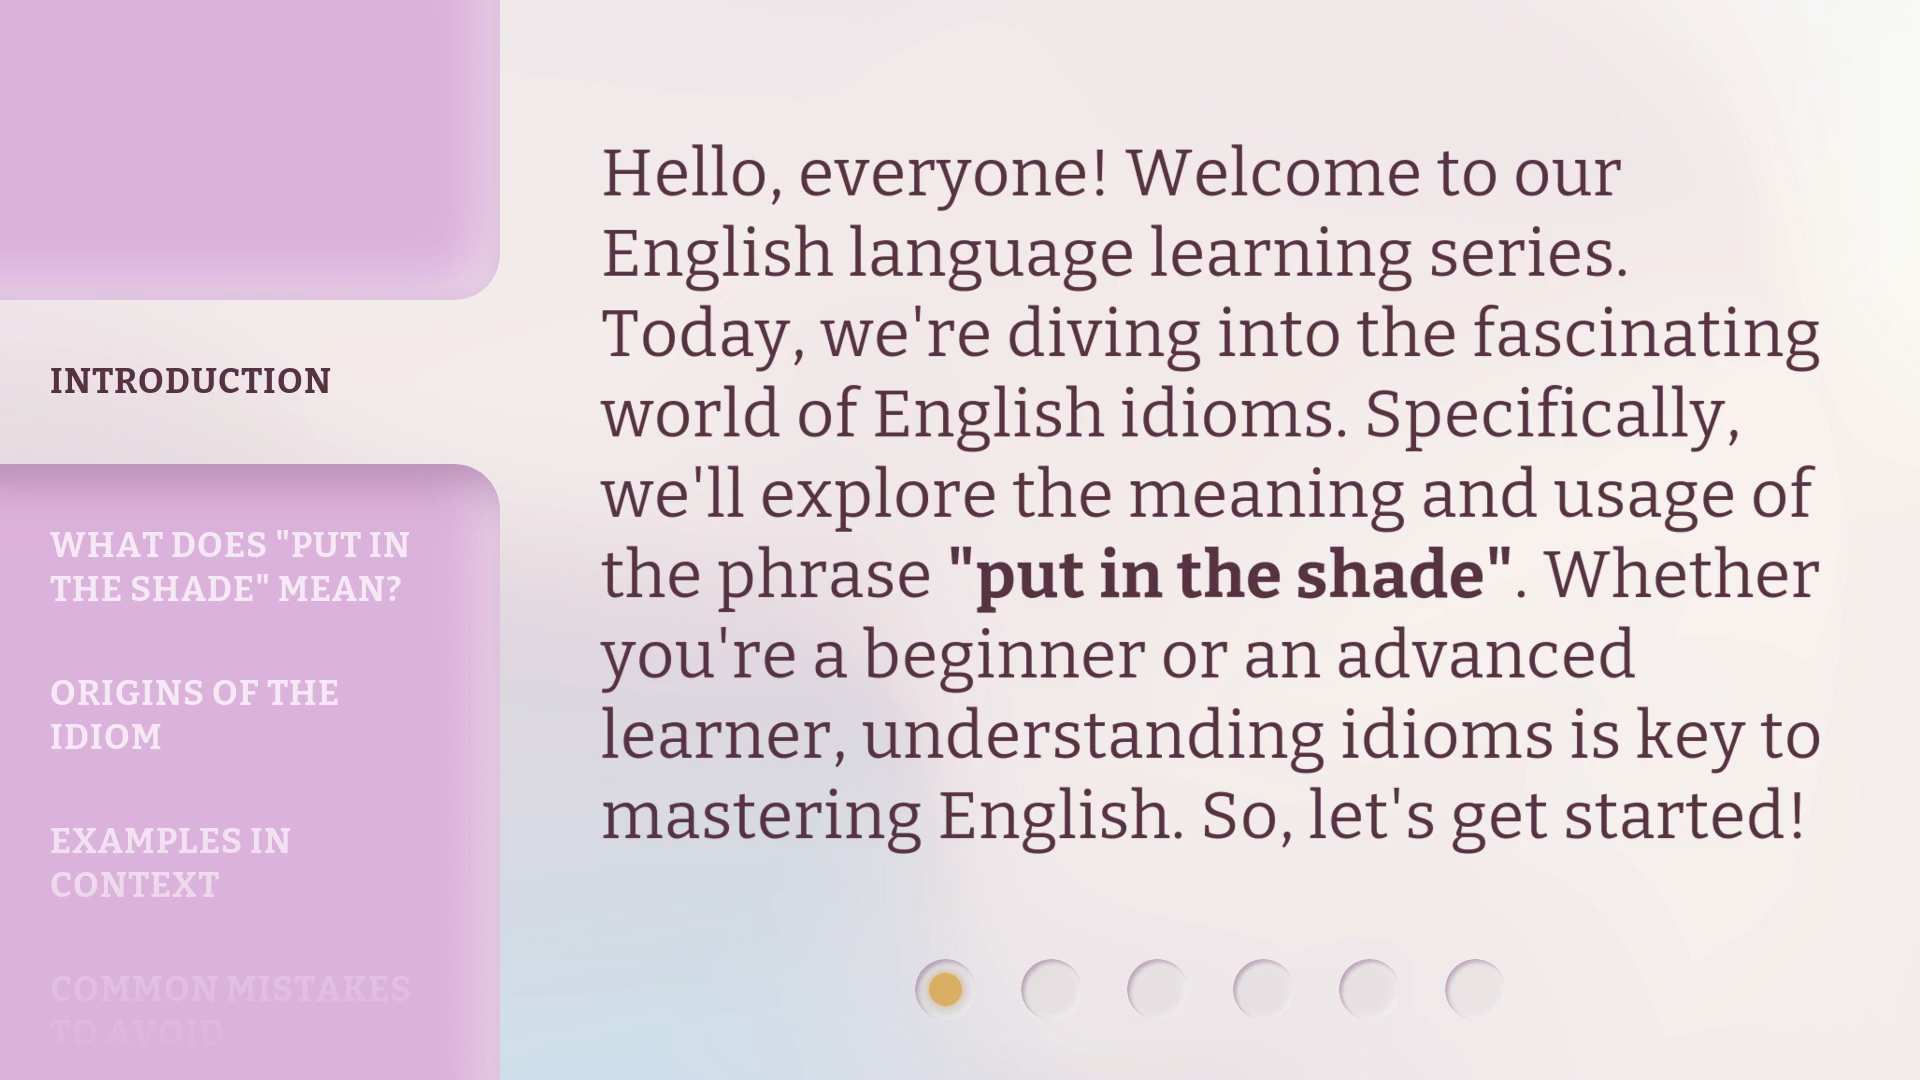 INTRODUCTION
WHAT DOES "PUT IN
THE SHADE" MEAN?
ORIGINS OF THE
IDIOM
EXAMPLES IN
CONTEXT
COMMON MISTAKES
TO AVOID
Hello, everyone! Welcome to our
English language learning series.
Today, we're diving into the fascinating
world of English idioms. Specifically,
we'll explore the meaning and usage of
the phrase "put in the shade". Whether
you're a beginner or an advanced
learner, understanding idioms is key to
mastering English. So, let's get started!